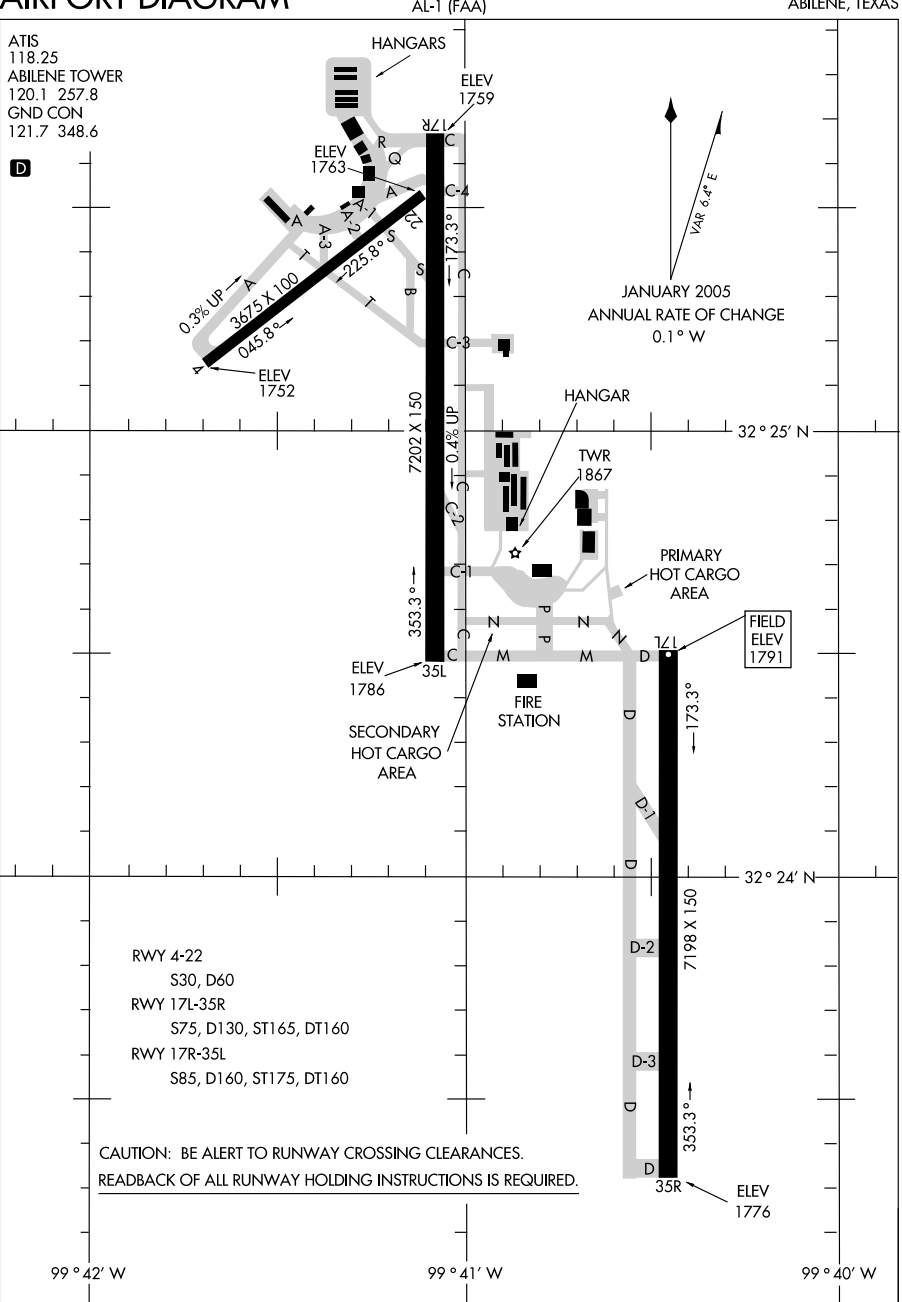 AIRPORT DIAGRAM
AL-1 (FAA)
ABILENE, TEXAS
ATIS
118.25
ABILENE TOWER
120.1 257.8
GND CON
121.7 348.6
D
HANGARS
ELEV
1759
17R
C
R
Q
ELEV
1763
A
C-4
22
A-1
A-2
A
A-3
S
S
173.3°
C
225.8°
T
T
B
A
0.3% UP
3675 X 100
045.8°
4
ELEV
1752
C-3
VAR 6.4° E
JANUARY 2005
ANNUAL RATE OF CHANGE
0.1° W
HANGAR
7202 X 150
0.4% UP
32° 25' N
TWR
1867
C
C-2
C-1
PRIMARY
HOT CARGO
AREA
353.3°
P
P
N
N
N
C
C
M
M
D
17L
FIELD
ELEV
1791
ELEV
1786
35L
FIRE
STATION
SECONDARY
HOT CARGO
AREA
D
173.3°
D-1
D
32° 24' N
7198 X 150
D-2
D-3
D
353.3°
D
35R
ELEV
1776
RWY 4-22
S30, D60
RWY 17L-35R
S75, D130, ST165, DT160
RWY 17R-35L
S85, D160, ST175, DT160
CAUTION: BE ALERT TO RUNWAY CROSSING CLEARANCES.
READBACK OF ALL RUNWAY HOLDING INSTRUCTIONS IS REQUIRED.
99° 42' W
99° 41' W
99° 40' W